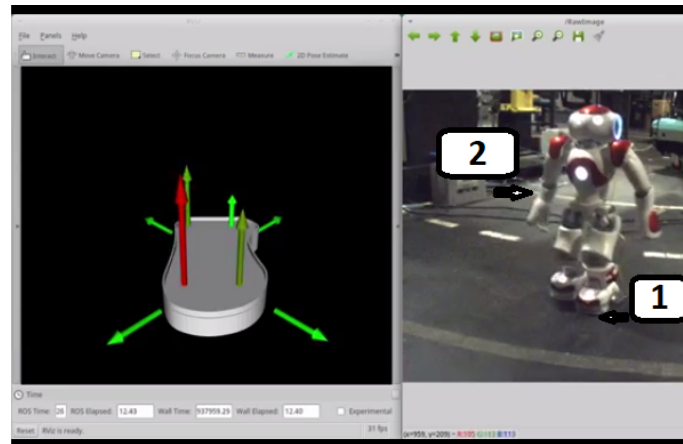 RViz
File Panels Help
Interact Move Camera Select Focus Camera Measure 2D Pose Estimate
Time
ROS Time: 26 ROS Elapsed: 12.43 Wall Time: 937959.29 Wall Elapsed: 12.40 Experimental
Reset RViz is ready. 31 fps
/RawImage
2
1